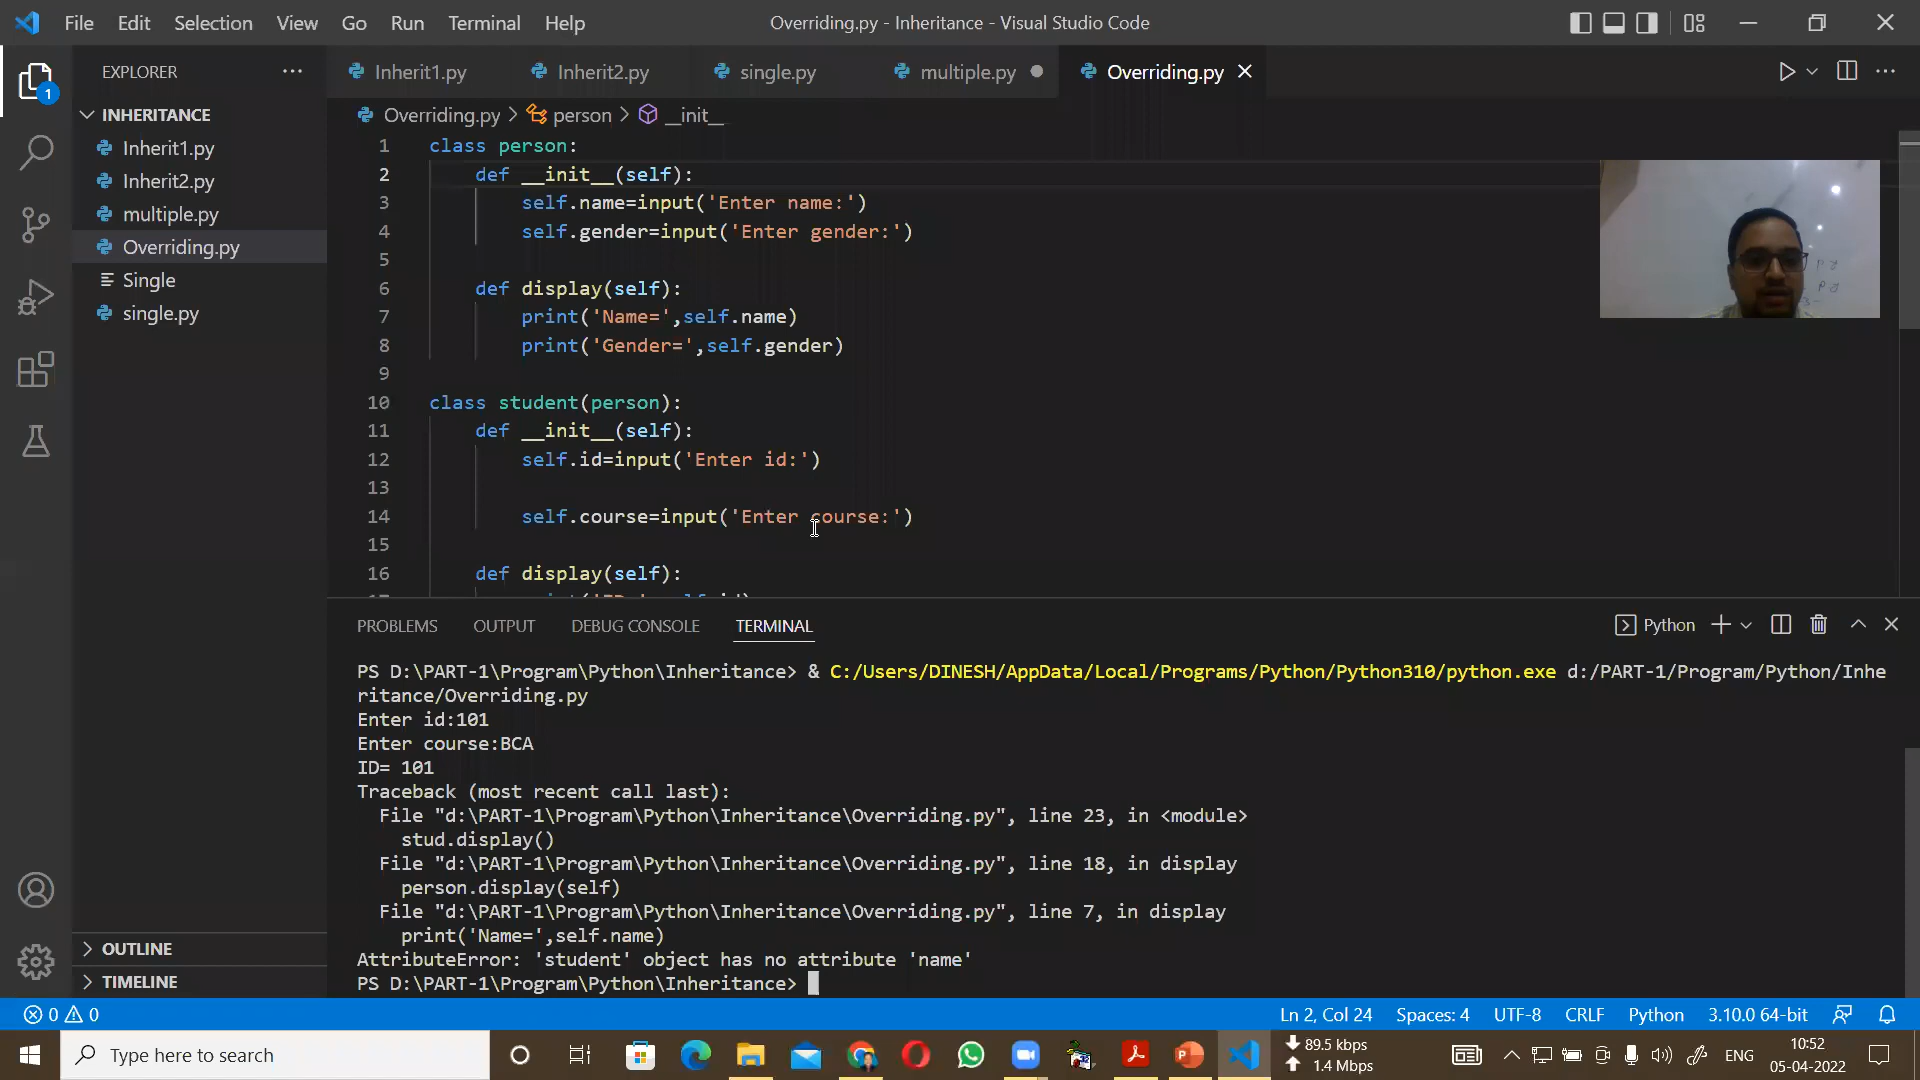 File Edit Selection View Go Run Terminal Help Overriding.py - Inheritance - Visual Studio Code
EXPLORER ...
Inherit1.py Inherit2.py single.py multiple.py Overriding.py
1
INHERITANCE
Inherit1.py
Inherit2.py
multiple.py
Overriding.py
Single
single.py
OUTLINE
TIMELINE
Overriding.py > person > __init__
1 class person:
2 def __init__(self):
3 self.name=input('Enter name:')
4 self.gender=input('Enter gender:')
5
6 def display(self):
7 print('Name=',self.name)
8 print('Gender=',self.gender)
9
10 class student(person):
11 def __init__(self):
12 self.id=input('Enter id:')
13
14 self.course=input('Enter course:')
15
16 def display(self):
PROBLEMS OUTPUT DEBUG CONSOLE TERMINAL Python
PS D:\PART-1\Program\Python\Inheritance> & C:/Users/DINESH/AppData/Local/Programs/Python/Python310/python.exe d:/PART-1/Program/Python/Inhe
ritance/Overriding.py
Enter id:101
Enter course:BCA
ID= 101
Traceback (most recent call last):
File "d:\PART-1\Program\Python\Inheritance\Overriding.py", line 23, in <module>
stud.display()
File "d:\PART-1\Program\Python\Inheritance\Overriding.py", line 18, in display
person.display(self)
File "d:\PART-1\Program\Python\Inheritance\Overriding.py", line 7, in display
print('Name=',self.name)
AttributeError: 'student' object has no attribute 'name'
PS D:\PART-1\Program\Python\Inheritance>
0 0 Ln 2, Col 24 Spaces: 4 UTF-8 CRLF Python 3.10.0 64-bit
Type here to search
89.5 kbps
1.4 Mbps
ENG
10:52
05-04-2022